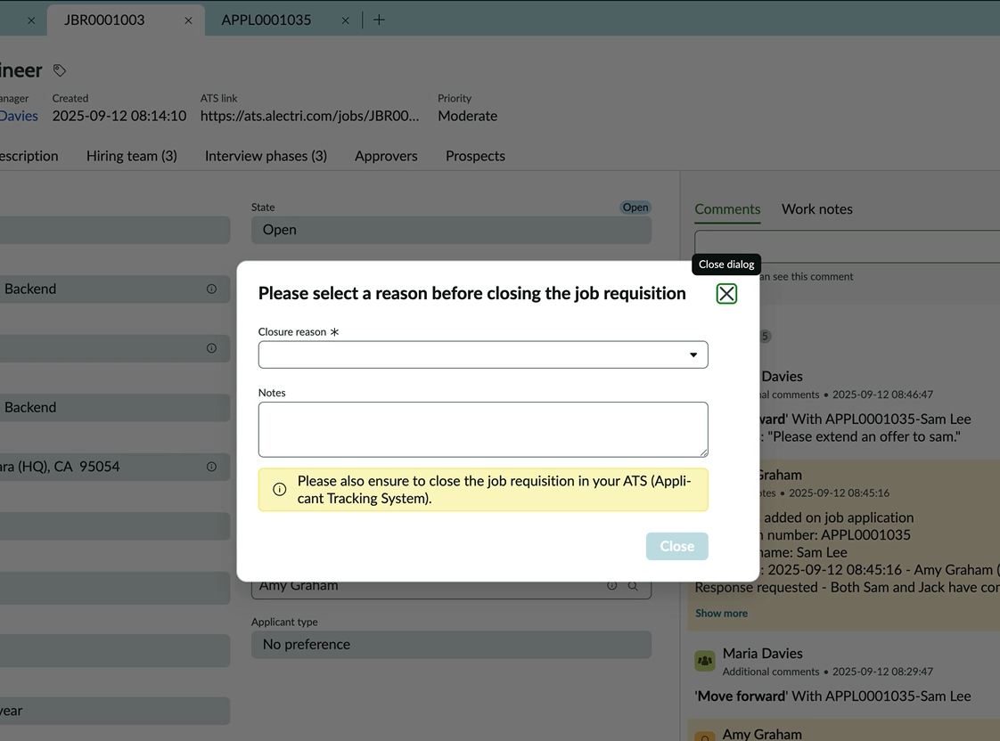 JBR0001003
APPL0001035
ineer
anager
Created
ATS link
Priority
Davies
2025-09-12 08:14:10
https://ats.alectri.com/jobs/JBR00...
Moderate
escription
Hiring team (3)
Interview phases (3)
Approvers
Prospects
State
Open
Open
Backend
Backend
ara (HQ), CA 95054
year
Please select a reason before closing the job requisition
Close dialog
Closure reason
Notes
Please also ensure to close the job requisition in your ATS (Appli-
cant Tracking System).
Close
Amy Graham
Applicant type
No preference
Comments
Work notes
an see this comment
5
Davies
nal comments • 2025-09-12 08:46:47
ward' With APPL0001035-Sam Lee
: "Please extend an offer to sam."
Graham
otes • 2025-09-12 08:45:16
added on job application
n number: APPL0001035
name: Sam Lee
: 2025-09-12 08:45:16 - Amy Graham (
Response requested - Both Sam and Jack have con
Show more
Maria Davies
Additional comments • 2025-09-12 08:29:47
'Move forward' With APPL0001035-Sam Lee
Amy Graham